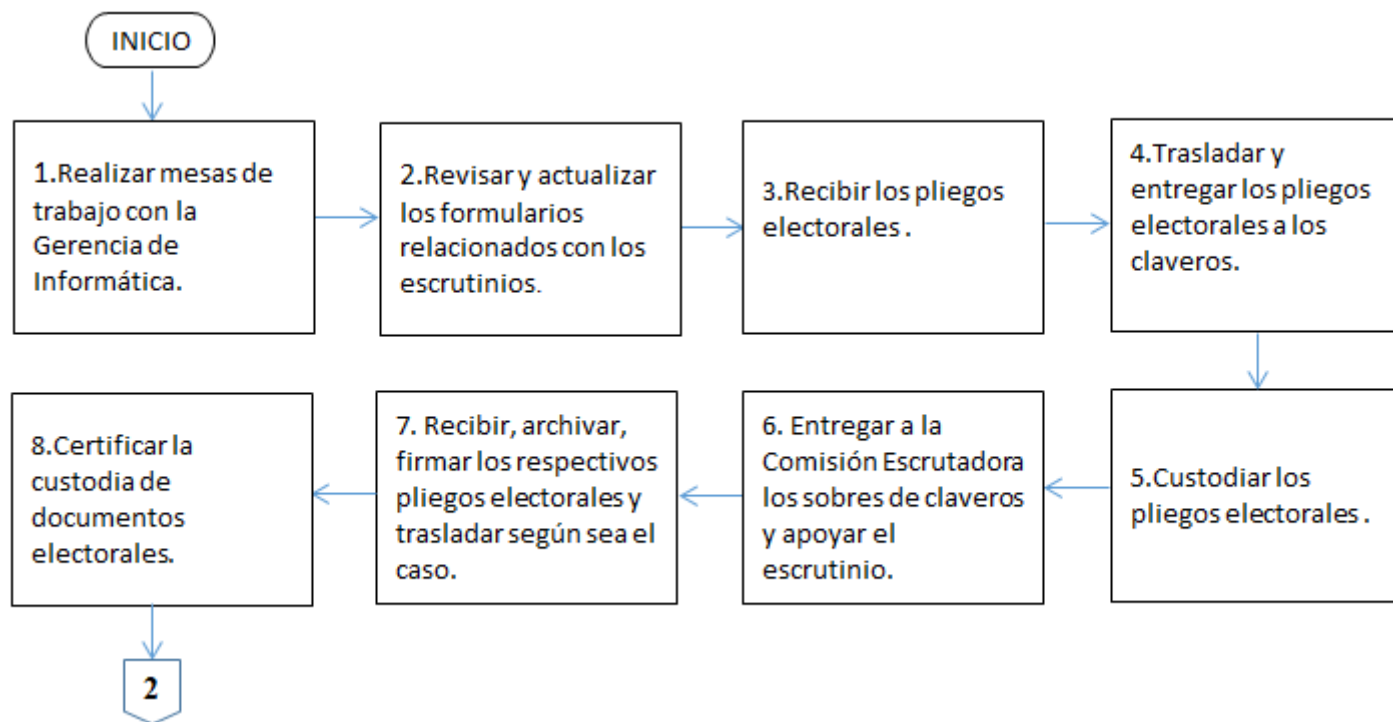 INICIO
1.Realizar mesas de
trabajo con la
Gerencia de
Informática.
2.Revisar y actualizar
los formularios
relacionados con los
escrutinios.
3.Recibir los pliegos
electorales .
4.Trasladar y
entregar los pliegos
electorales a los
claveros.
5.Custodiar los
pliegos electorales .
6. Entregar a la
Comisión Escrutadora
los sobres de claveros
y apoyar el
escrutinio.
7. Recibir, archivar,
firmar los respectivos
pliegos electorales y
trasladar según sea el
caso.
8.Certificar la
custodia de
documentos
electorales.
2